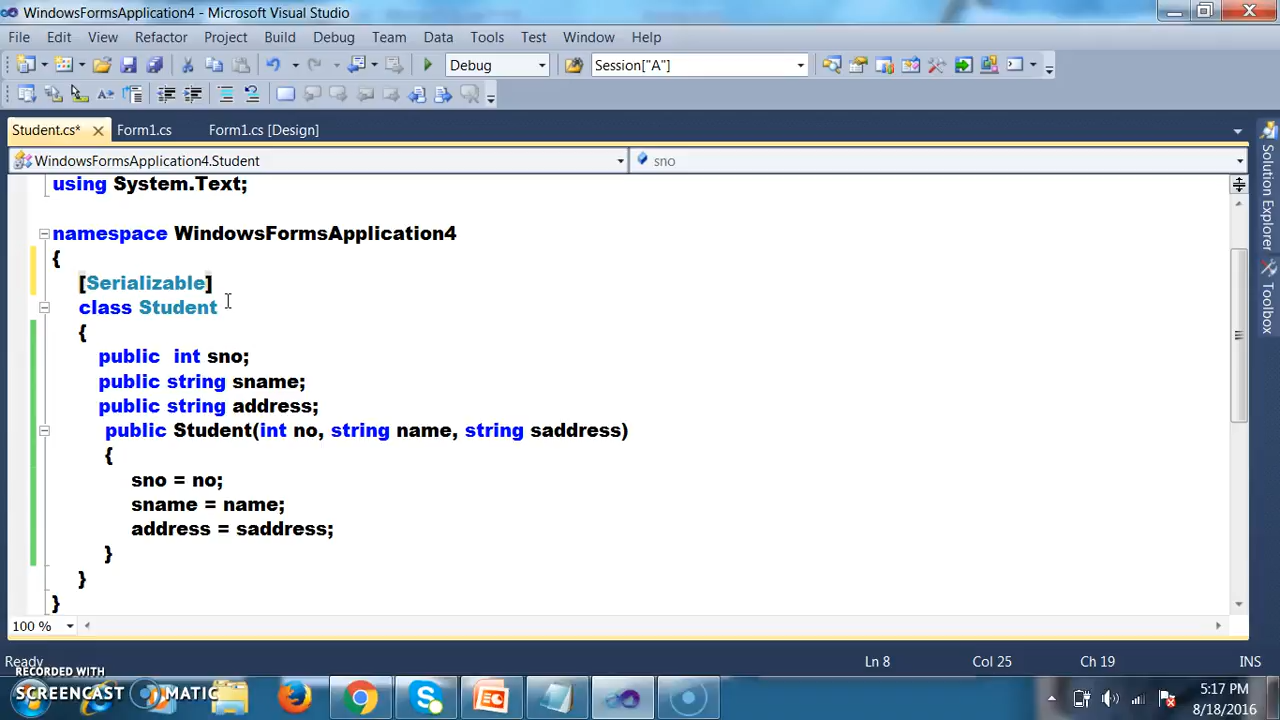 WindowsFormsApplication4 - Microsoft Visual Studio
File Edit View Refactor Project Build Debug Team Data Tools Test Window Help
Debug Session["A"]
Student.cs* Form1.cs Form1.cs [Design]
WindowsFormsApplication4.Student sno
using System.Text;
namespace WindowsFormsApplication4
{
[Serializable]
class Student
{
public  int sno;
public string sname;
public string address;
public Student(int no, string name, string saddress)
{
sno = no;
sname = name;
address = saddress;
}
}
}
100 %
Solution Explorer
Toolbox
Ready Ln 8 Col 25 Ch 19 INS
RECORDED WITH
SCREENCAST MATIC
5:17 PM
8/18/2016